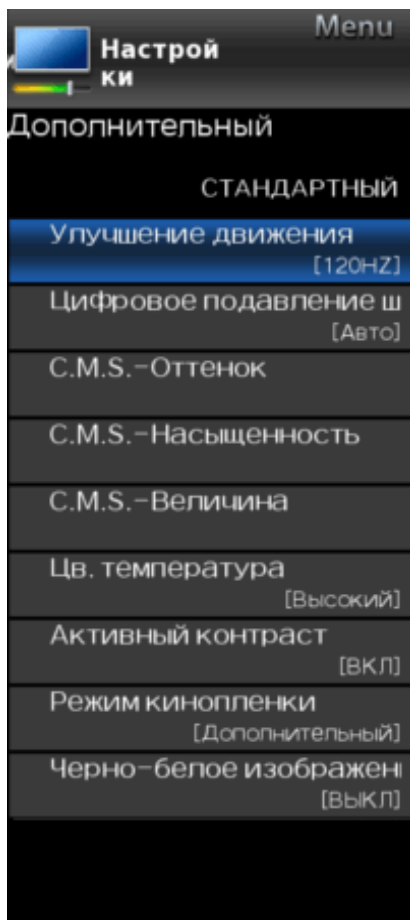 Menu
Настрой
ки
Дополнительный
СТАНДАРТНЫЙ
Улучшение движения
[120HZ]
Цифровое подавление ш
[Авто]
C.M.S.-Оттенок
C.M.S.-Насыщенность
C.M.S.-Величина
Цв. температура
[Высокий]
Активный контраст
[ВКЛ]
Режим кинопленки
[Дополнительный]
Черно-белое изображен
[ВЫКЛ]